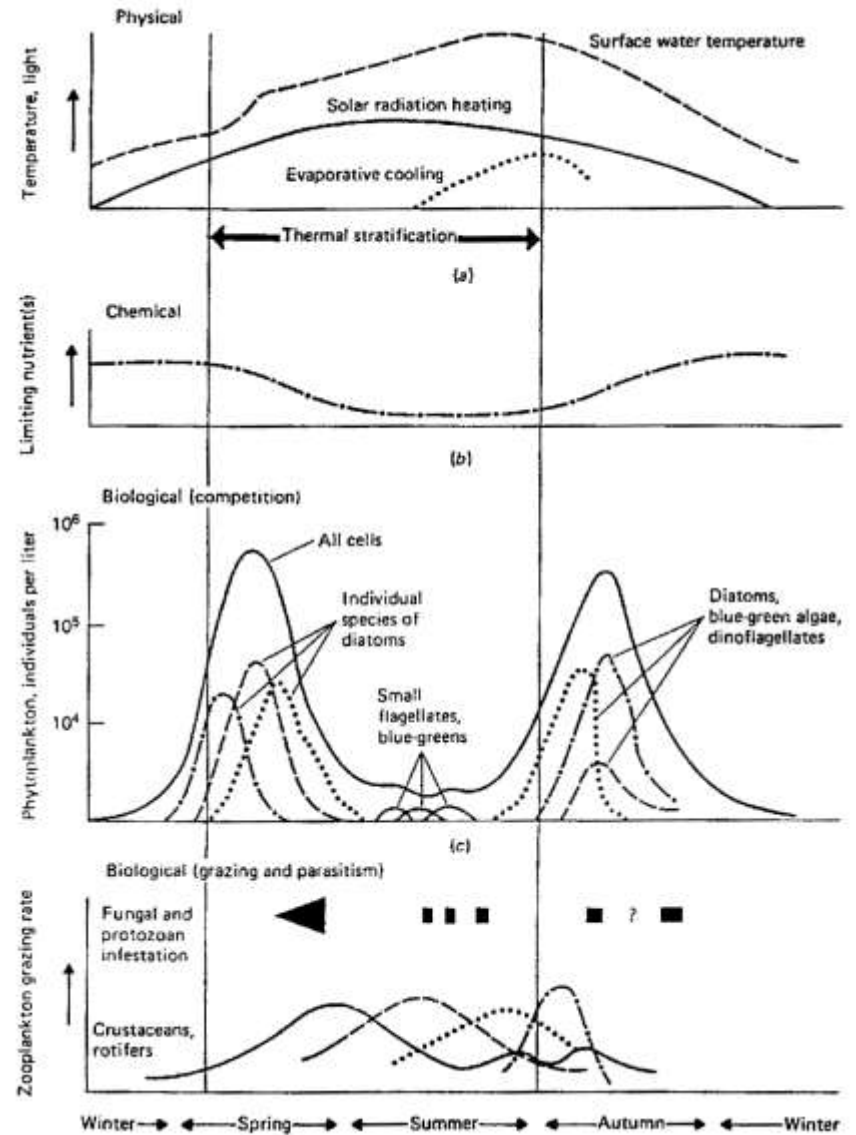 Physical
Surface water temperature
Solar radiation heating
Evaporative cooling
Temperature, light
Thermal stratification
(a)
Chemical
Limiting nutrient(s)
(b)
Biological (competition)
10⁶
10⁵
10⁴
All cells
Individual
species of
diatoms
Diatoms,
blue-green algae,
dinoflagellates
Small
flagellates,
blue-greens
Phytoplankton, individuals per liter
(c)
Biological (grazing and parasitism)
Fungal and
protozoan
infestation
?
Crustaceans,
rotifers
Zooplankton grazing rate
Winter Spring Summer Autumn Winter